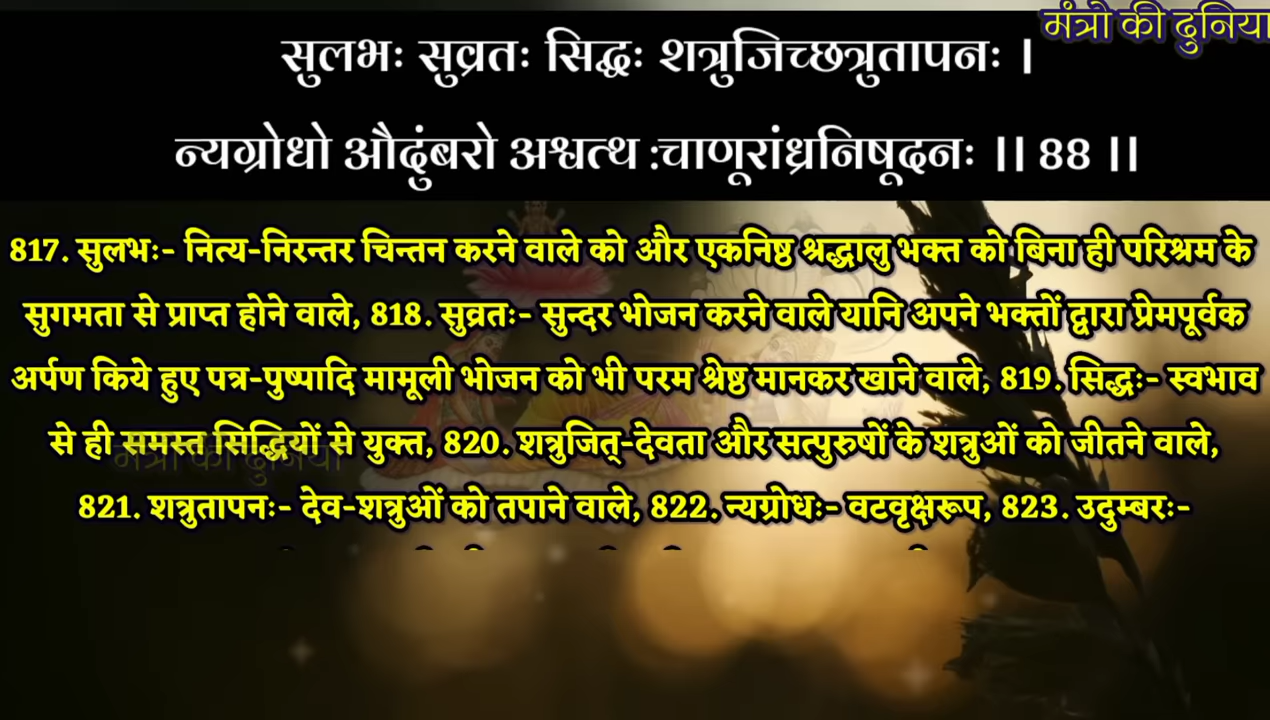 मंत्रो की दुनिया
सुलभः सुव्रतः सिद्धः शत्रुजिच्छत्रुतापनः |
न्यग्रोधो औदुंबरो अश्वत्थ :चाणूरांध्रनिषूदनः || 88 ||
817. सुलभः- नित्य-निरन्तर चिन्तन करने वाले को और एकनिष्ठ श्रद्धालु भक्त को बिना ही परिश्रम के
सुगमता से प्राप्त होने वाले, 818. सुव्रतः- सुन्दर भोजन करने वाले यानि अपने भक्तों द्वारा प्रेमपूर्वक
अर्पण किये हुए पत्र-पुष्पादि मामूली भोजन को भी परम श्रेष्ठ मानकर खाने वाले, 819. सिद्धः- स्वभाव
से ही समस्त सिद्धियों से युक्त, 820. शत्रुजित्-देवता और सत्पुरुषों के शत्रुओं को जीतने वाले,
मंत्रो की दुनिया
821. शत्रुतापनः- देव-शत्रुओं को तपाने वाले, 822. न्यग्रोधः- वटवृक्षरूप, 823. उदुम्बरः-